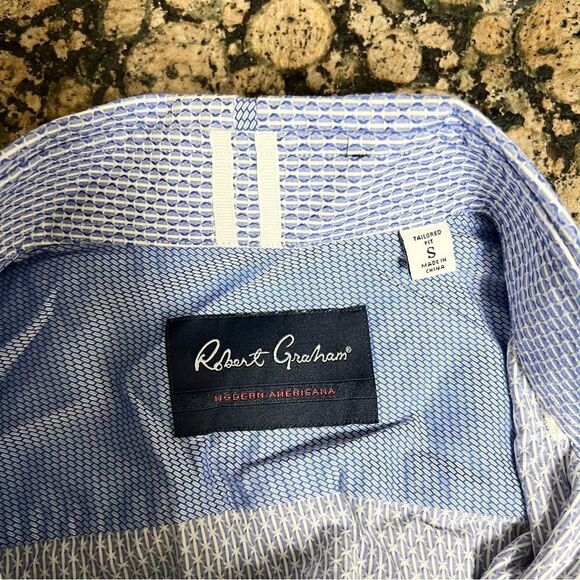 TAILORED
FIT
S
MADE IN
CHINA
Robert Graham®
MODERN AMERICANA